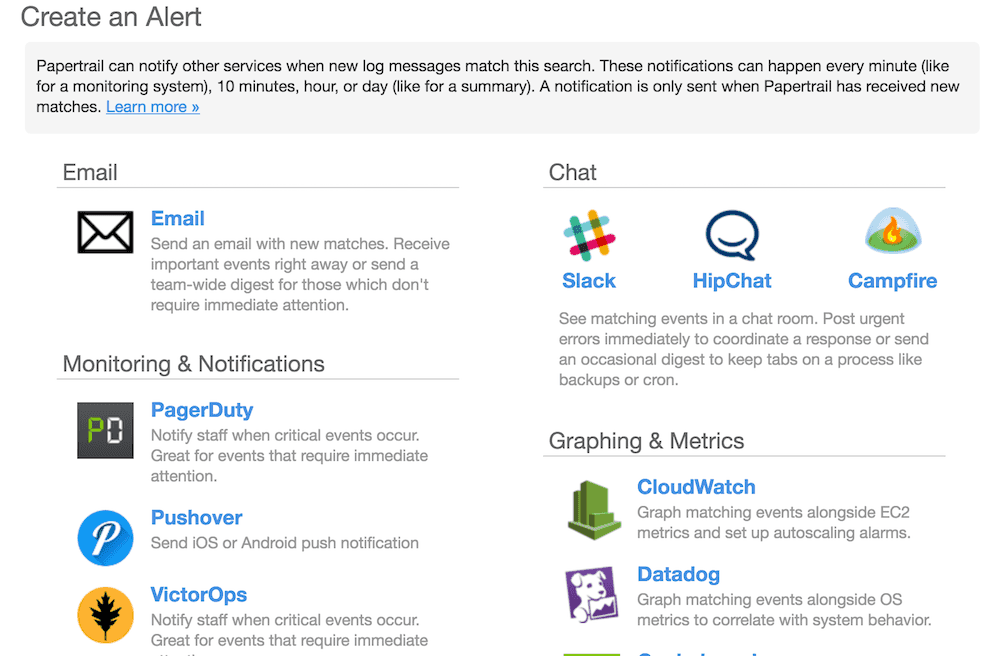 Create an Alert
Papertrail can notify other services when new log messages match this search. These notifications can happen every minute (like
for a monitoring system), 10 minutes, hour, or day (like for a summary). A notification is only sent when Papertrail has received new
matches. Learn more »
Email
Email
Send an email with new matches. Receive
important events right away or send a
team-wide digest for those which don't
require immediate attention.
Monitoring & Notifications
PD
PagerDuty
Notify staff when critical events occur.
Great for events that require immediate
attention.
Pushover
Send iOS or Android push notification
VictorOps
Notify staff when critical events occur.
Great for events that require immediate
Chat
Slack
HipChat
Campfire
See matching events in a chat room. Post urgent
errors immediately to coordinate a response or send
an occasional digest to keep tabs on a process like
backups or cron.
Graphing & Metrics
CloudWatch
Graph matching events alongside EC2
metrics and set up autoscaling alarms.
Datadog
Graph matching events alongside OS
metrics to correlate with system behavior.